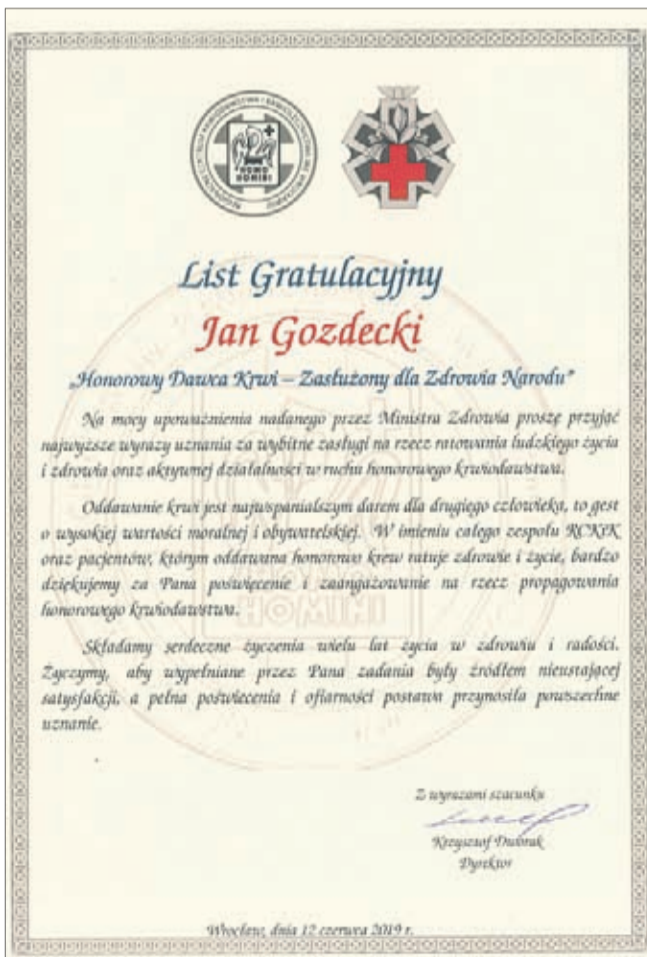 HOMO
HOMINI
List Gratulacyjny
Jan Gozdecki
„Honorowy Dawca Krwi – Zasłużony dla Zdrowia Narodu”
Na mocy upoważnienia nadanego przez Ministra Zdrowia proszę przyjąć
najwyższe wyrazy uznania za wybitne zasługi na rzecz ratowania ludzkiego życia
i zdrowia oraz aktywnej działalności w ruchu honorowego krwiodawstwa.
Oddawanie krwi jest najwspanialszym darem dla drugiego człowieka, to gest
o wysokiej wartości moralnej i obywatelskiej. W imieniu całego zespołu RCKiK
oraz pacjentów, którym oddawana honorowo krew ratuje zdrowie i życie, bardzo
dziękujemy za Pana poświęcenie i zaangażowanie na rzecz propagowania
honorowego krwiodawstwa.
Składamy serdeczne życzenia wielu lat życia w zdrowiu i radości.
Życzymy, aby wypełniane przez Pana zadania były źródłem nieustającej
satysfakcji, a pełna poświęcenia i ofiarności postawa przynosiła powszechne
uznanie.
Z wyrazami szacunku
Krzysztof Dworak
Dyrektor
Wrocław, dnia 12 czerwca 2019 r.